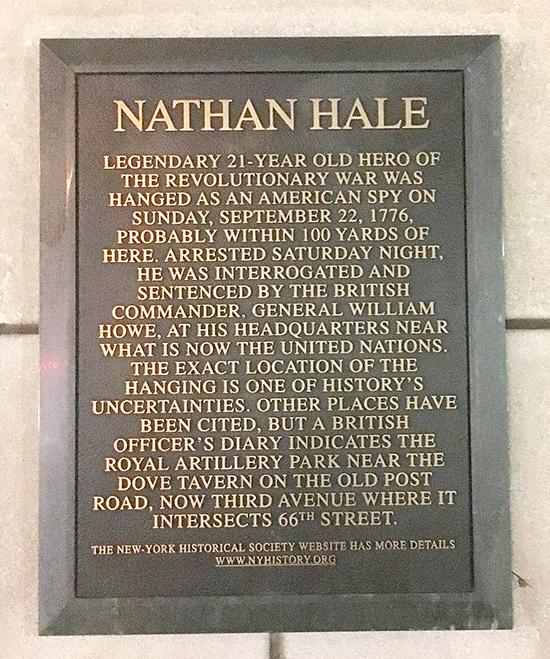 NATHAN HALE
LEGENDARY 21-YEAR OLD HERO OF
THE REVOLUTIONARY WAR WAS
HANGED AS AN AMERICAN SPY ON
SUNDAY, SEPTEMBER 22, 1776,
PROBABLY WITHIN 100 YARDS OF
HERE. ARRESTED SATURDAY NIGHT,
HE WAS INTERROGATED AND
SENTENCED BY THE BRITISH
COMMANDER, GENERAL WILLIAM
HOWE, AT HIS HEADQUARTERS NEAR
WHAT IS NOW THE UNITED NATIONS.
THE EXACT LOCATION OF THE
HANGING IS ONE OF HISTORY'S
UNCERTAINTIES. OTHER PLACES HAVE
BEEN CITED, BUT A BRITISH
OFFICER'S DIARY INDICATES THE
ROYAL ARTILLERY PARK NEAR THE
DOVE TAVERN ON THE OLD POST
ROAD, NOW THIRD AVENUE WHERE IT
INTERSECTS 66TH STREET.
THE NEW-YORK HISTORICAL SOCIETY WEBSITE HAS MORE DETAILS
WWW.NYHISTORY.ORG